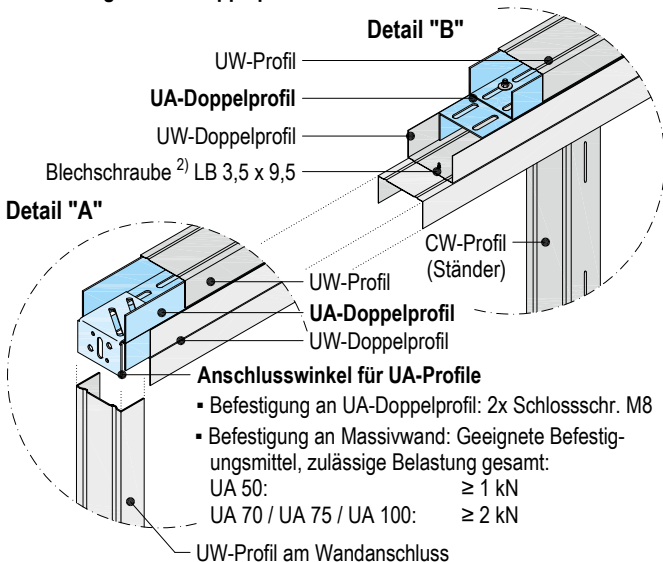 Detail "B"
UW-Profil
UA-Doppelprofil
UW-Doppelprofil
Blechschraube 2) LB 3,5 x 9,5
Detail "A"
CW-Profil
(Ständer)
UW-Profil
UA-Doppelprofil
UW-Doppelprofil
Anschlusswinkel für UA-Profile
▪ Befestigung an UA-Doppelprofil: 2x Schlossschr. M8
▪ Befestigung an Massivwand: Geeignete Befestig-
ungsmittel, zulässige Belastung gesamt:
UA 50: ≥ 1 kN
UA 70 / UA 75 / UA 100: ≥ 2 kN
UW-Profil am Wandanschluss